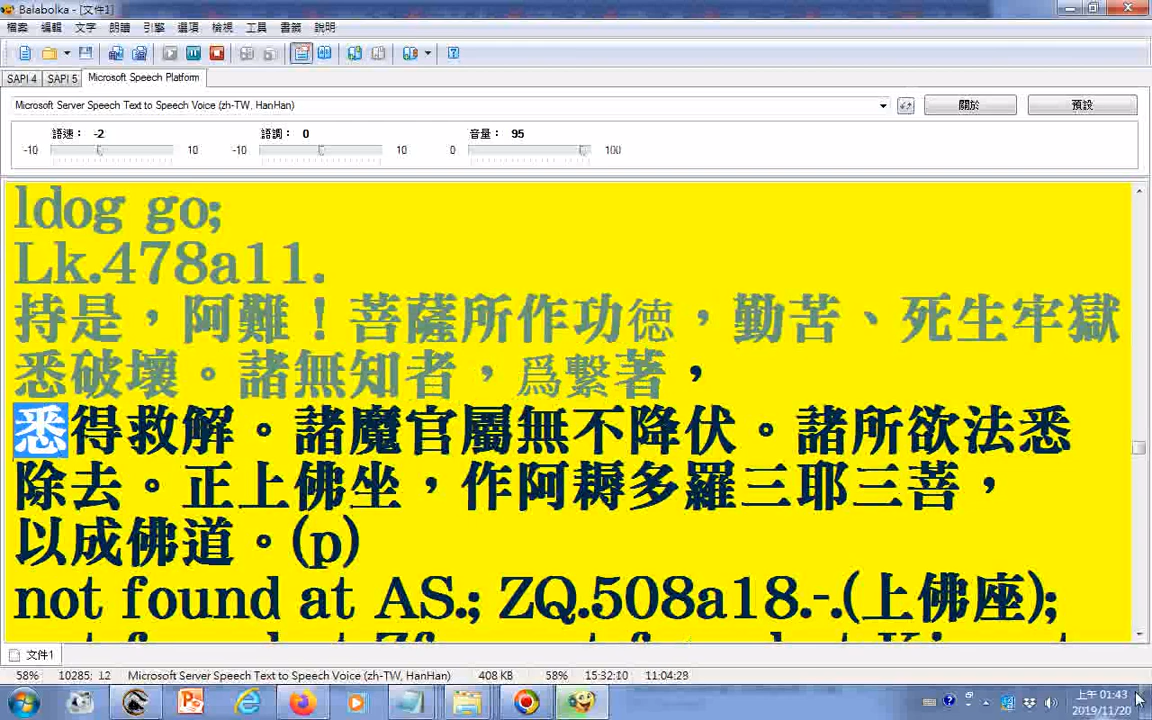 Balabolka - [文件1]
檔案 編輯 文字 朗讀 引擎 選項 檢視 工具 書籤 說明
SAPI 4 SAPI 5 Microsoft Speech Platform
Microsoft Server Speech Text to Speech Voice (zh-TW, HanHan) 關於 預設
語速： -2 語調： 0 音量： 95
-10 10 -10 10 0 100
ldog go;
Lk.478a11.
持是，阿難！菩薩所作功徳，勤苦、死生牢獄
悉破壞。諸無知者，爲繫著，
悉得救解。諸魔官屬無不降伏。諸所欲法悉
除去。正上佛坐，作阿耨多羅三耶三菩，
以成佛道。(p)
not found at AS.; ZQ.508a18.-.(上佛座);
文件1
58% 10285; 12 Microsoft Server Speech Text to Speech Voice (zh-TW, HanHan) 408 KB 58% 15:32:10 11:04:29
上午 01:43
2019/11/20